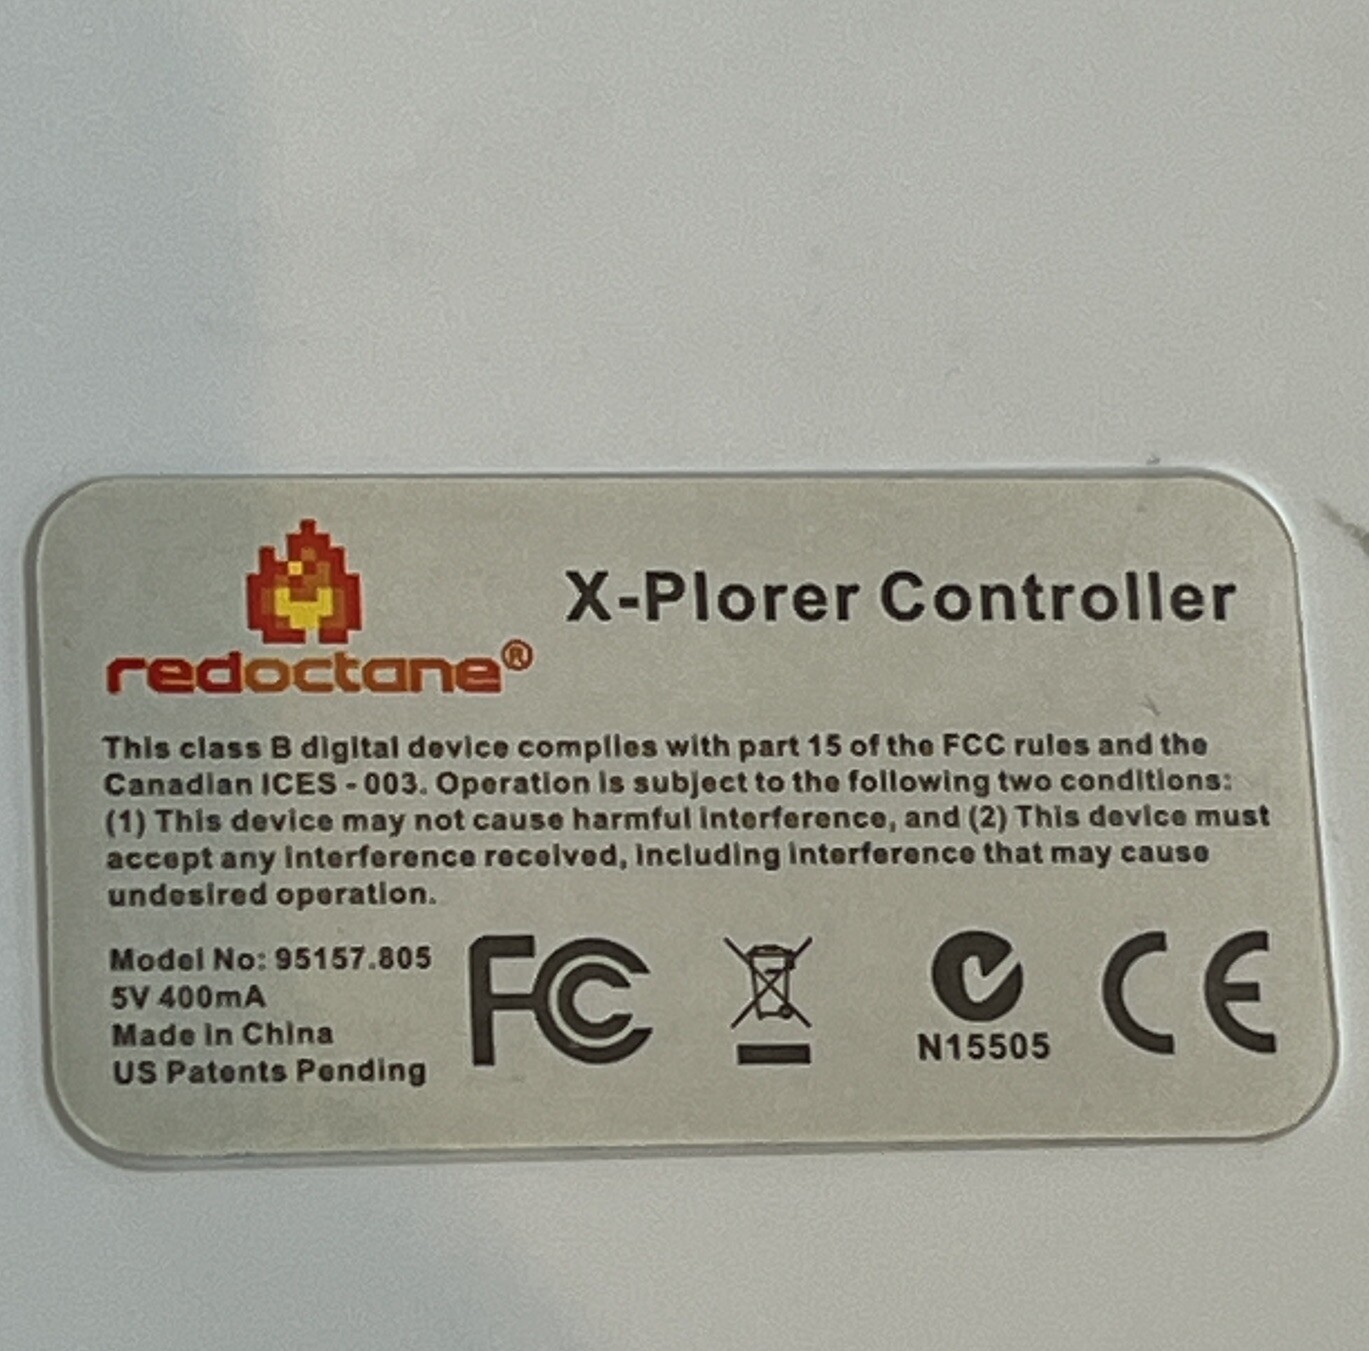 X-Plorer Controller
redoctane®
This class B digital device complies with part 15 of the FCC rules and the
Canadian ICES - 003. Operation is subject to the following two conditions:
(1) This device may not cause harmful interference, and (2) This device must
accept any interference received, including interference that may cause
undesired operation.
Model No: 95157.805
5V 400mA
Made in China
US Patents Pending
FC
N15505
CE